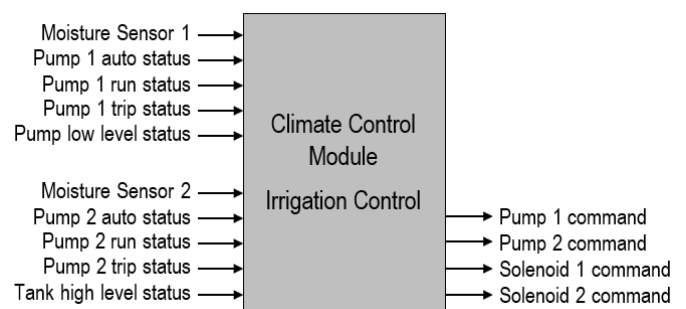 Moisture Sensor 1
Pump 1 auto status
Pump 1 run status
Pump 1 trip status
Pump low level status
Moisture Sensor 2
Pump 2 auto status
Pump 2 run status
Pump 2 trip status
Tank high level status
Climate Control
Module
Irrigation Control
Pump 1 command
Pump 2 command
Solenoid 1 command
Solenoid 2 command